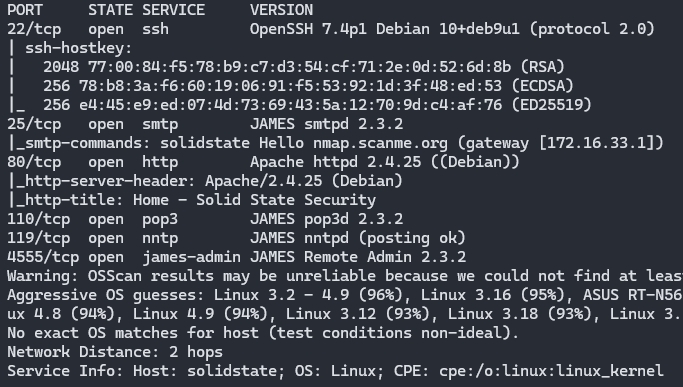 PORT     STATE SERVICE     VERSION
22/tcp   open  ssh         OpenSSH 7.4p1 Debian 10+deb9u1 (protocol 2.0)
| ssh-hostkey:
|   2048 77:00:84:f5:78:b9:c7:d3:54:cf:71:2e:0d:52:6d:8b (RSA)
|   256 78:b8:3a:f6:60:19:06:91:f5:53:92:1d:3f:48:ed:53 (ECDSA)
|_  256 e4:45:e9:ed:07:4d:73:69:43:5a:12:70:9d:c4:af:76 (ED25519)
25/tcp   open  smtp        JAMES smtpd 2.3.2
|_smtp-commands: solidstate Hello nmap.scanme.org (gateway [172.16.33.1])
80/tcp   open  http        Apache httpd 2.4.25 ((Debian))
|_http-server-header: Apache/2.4.25 (Debian)
|_http-title: Home - Solid State Security
110/tcp  open  pop3        JAMES pop3d 2.3.2
119/tcp  open  nntp        JAMES nntpd (posting ok)
4555/tcp open  james-admin JAMES Remote Admin 2.3.2
Warning: OSScan results may be unreliable because we could not find at leas
Aggressive OS guesses: Linux 3.2 - 4.9 (96%), Linux 3.16 (95%), ASUS RT-N56
ux 4.8 (94%), Linux 4.9 (94%), Linux 3.12 (93%), Linux 3.18 (93%), Linux 3.
No exact OS matches for host (test conditions non-ideal).
Network Distance: 2 hops
Service Info: Host: solidstate; OS: Linux; CPE: cpe:/o:linux:linux_kernel